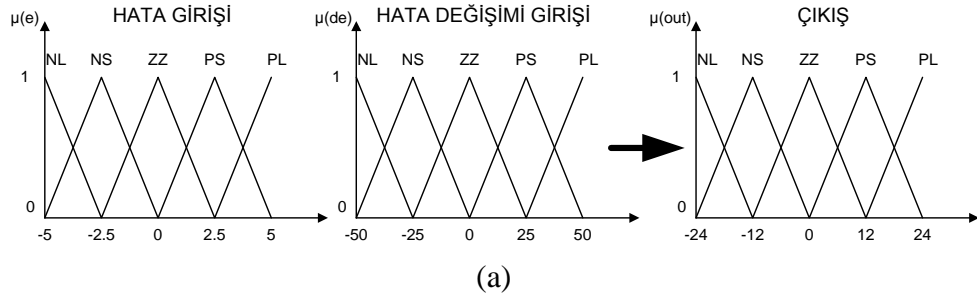 μ(e) HATA GİRİŞİ
NL NS ZZ PS PL
1
0
-5 -2.5 0 2.5 5
μ(de) HATA DEĞİŞİMİ GİRİŞİ
NL NS ZZ PS PL
1
0
-50 -25 0 25 50
μ(out) ÇIKIŞ
NL NS ZZ PS PL
1
0
-24 -12 0 12 24
(a)